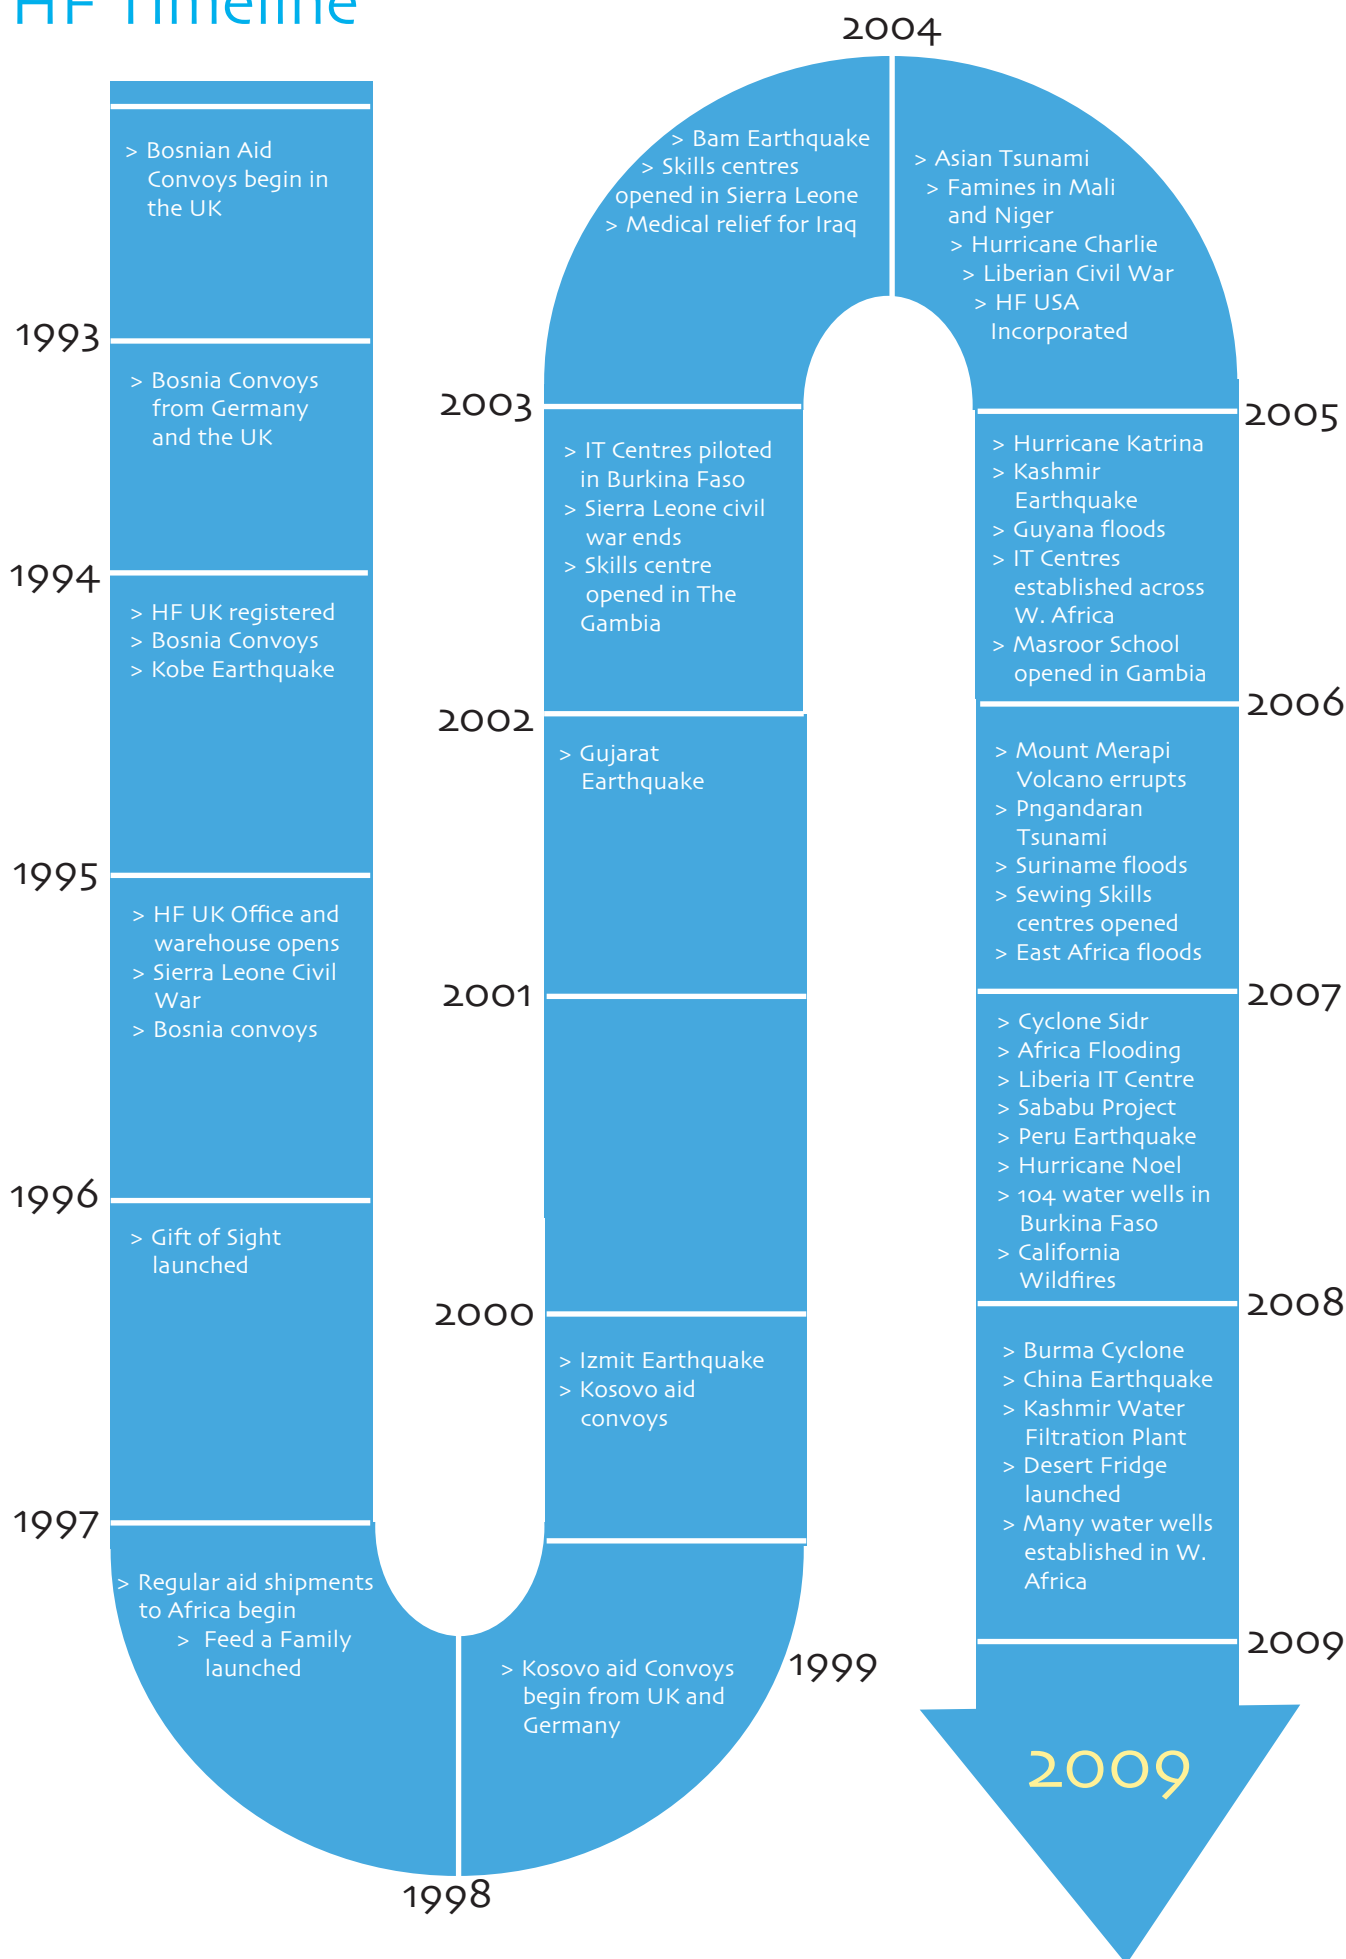 HF Timeline
> Bosnian Aid
Convoys begin in
the UK
1993
> Bosnia Convoys
from Germany
and the UK
1994
> HF UK registered
> Bosnia Convoys
> Kobe Earthquake
1995
> HF UK Office and
warehouse opens
> Sierra Leone Civil
War
> Bosnia convoys
1996
> Gift of Sight
launched
1997
> Regular aid shipments
to Africa begin
> Feed a Family
launched
1998
> Kosovo aid Convoys
begin from UK and
Germany
1999
> Izmit Earthquake
> Kosovo aid
convoys
2000
2001
> Gujarat
Earthquake
2002
> IT Centres piloted
in Burkina Faso
> Sierra Leone civil
war ends
> Skills centre
opened in The
Gambia
2003
> Bam Earthquake
> Skills centres
opened in Sierra Leone
> Medical relief for Iraq
2004
> Asian Tsunami
> Famines in Mali
and Niger
> Hurricane Charlie
> Liberian Civil War
> HF USA
Incorporated
2005
> Hurricane Katrina
> Kashmir
Earthquake
> Guyana floods
> IT Centres
established across
W. Africa
> Masroor School
opened in Gambia
2006
> Mount Merapi
Volcano errupts
> Pngandaran
Tsunami
> Suriname floods
> Sewing Skills
centres opened
> East Africa floods
2007
> Cyclone Sidr
> Africa Flooding
> Liberia IT Centre
> Sababu Project
> Peru Earthquake
> Hurricane Noel
> 104 water wells in
Burkina Faso
> California
Wildfires
2008
> Burma Cyclone
> China Earthquake
> Kashmir Water
Filtration Plant
> Desert Fridge
launched
> Many water wells
established in W.
Africa
2009
2009